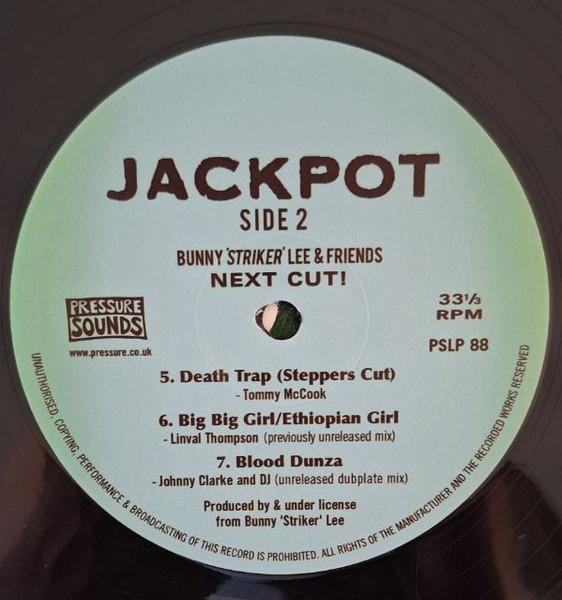 JACKPOT
SIDE 2
BUNNY 'STRIKER' LEE & FRIENDS
NEXT CUT!
PRESSURE
SOUNDS
www.pressure.co.uk
33⅓
RPM
PSLP 88
5. Death Trap (Steppers Cut)
- Tommy McCook
6. Big Big Girl/Ethiopian Girl
- Linval Thompson (previously unreleased mix)
7. Blood Dunza
- Johnny Clarke and DJ (unreleased dubplate mix)
Produced by & under license
from Bunny 'Striker' Lee
UNAUTHORISED, COPYING, PERFORMANCE & BROADCASTING OF THIS RECORD IS PROHIBITED. ALL RIGHTS OF THE MANUFACTURER AND THE RECORDED WORKS RESERVED